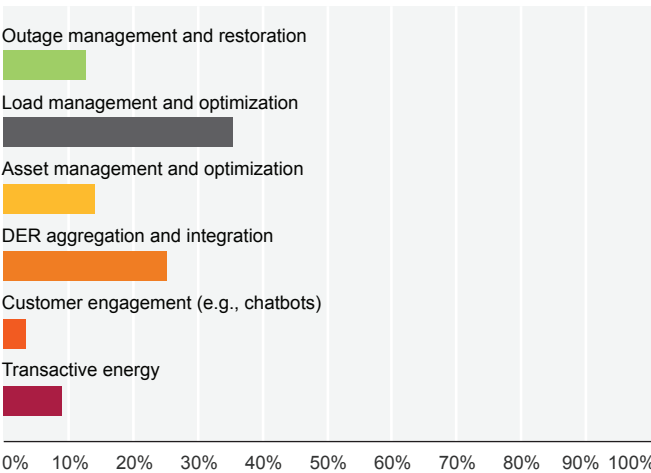 Outage management and restoration
Load management and optimization
Asset management and optimization
DER aggregation and integration
Customer engagement (e.g., chatbots)
Transactive energy
0% 10% 20% 30% 40% 50% 60% 70% 80% 90% 100%